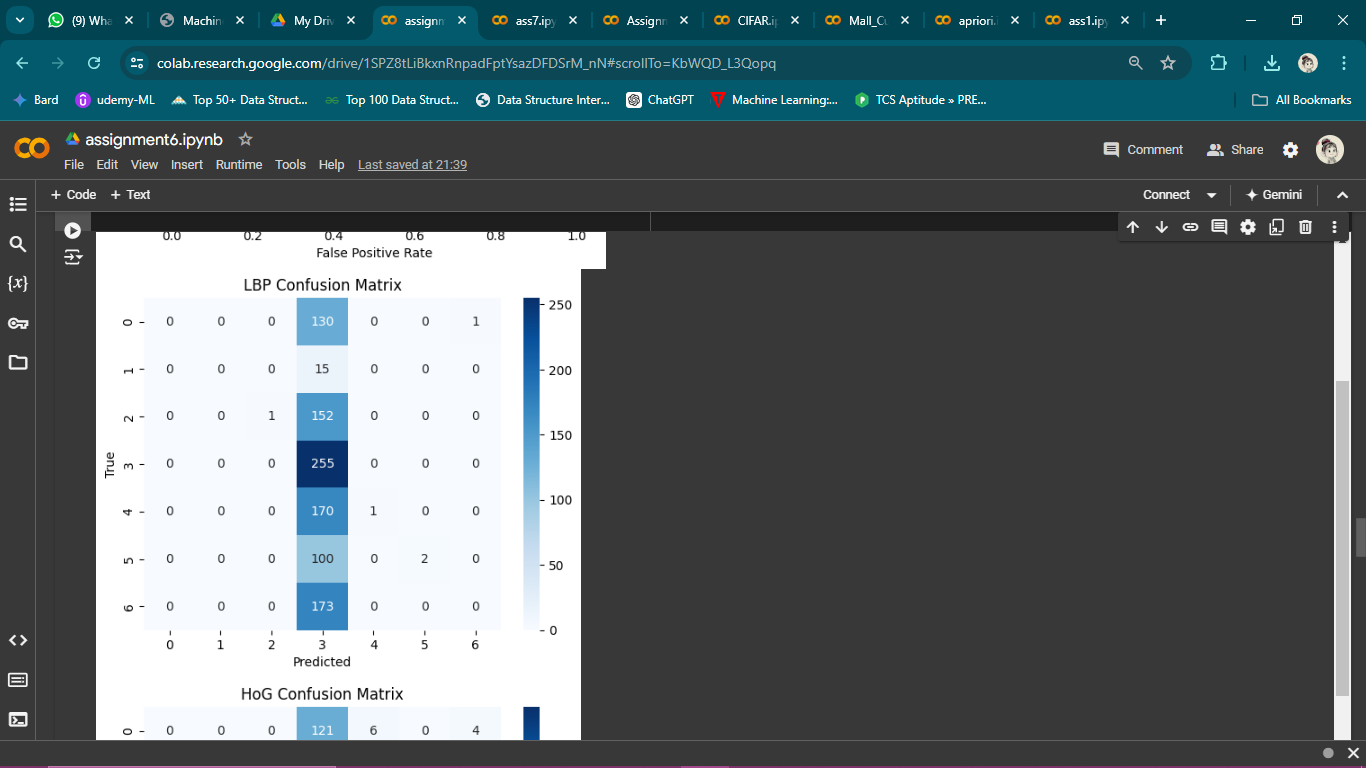 (9) Wha
Machin
My Driv
assignm
ass7.ipy
Assignm
CIFAR.ip
Mall_Cu
apriori.i
ass1.ipy
colab.research.google.com/drive/1SPZ8tLiBkxnRnpadFptYsazDFDSrM_nN#scrollTo=KbWQD_L3Qopq
Bard udemy-ML Top 50+ Data Struct... Top 100 Data Struct... Data Structure Inter... ChatGPT Machine Learning:... TCS Aptitude » PRE... All Bookmarks
assignment6.ipynb
File Edit View Insert Runtime Tools Help Last saved at 21:39
Comment Share
+ Code + Text
Connect Gemini
0.0 0.2 0.4 0.6 0.8 1.0
False Positive Rate
LBP Confusion Matrix
0 0 0 0 130 0 0 1
1 0 0 0 15 0 0 0
2 0 0 1 152 0 0 0
3 0 0 0 255 0 0 0
4 0 0 0 170 1 0 0
5 0 0 0 100 0 2 0
6 0 0 0 173 0 0 0
0 1 2 3 4 5 6
True
Predicted
250
200
150
100
50
0
HoG Confusion Matrix
0 0 0 0 121 6 0 4